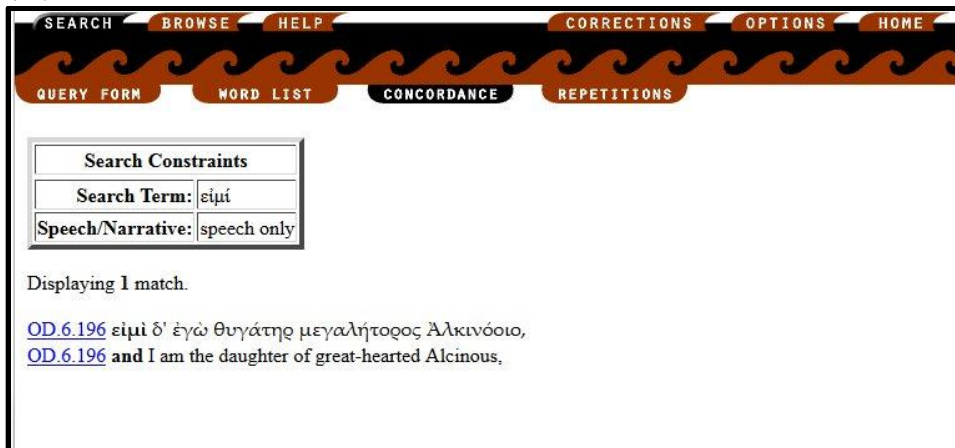 SEARCH BROWSE HELP CORRECTIONS OPTIONS HOME
QUERY FORM WORD LIST CONCORDANCE REPETITIONS
Search Constraints
Search Term: εἰμί
Speech/Narrative: speech only
Displaying 1 match.
OD.6.196 εἰμὶ δ' ἐγὼ θυγάτηρ μεγαλήτορος Ἀλκινόοιο,
OD.6.196 and I am the daughter of great-hearted Alcinous,